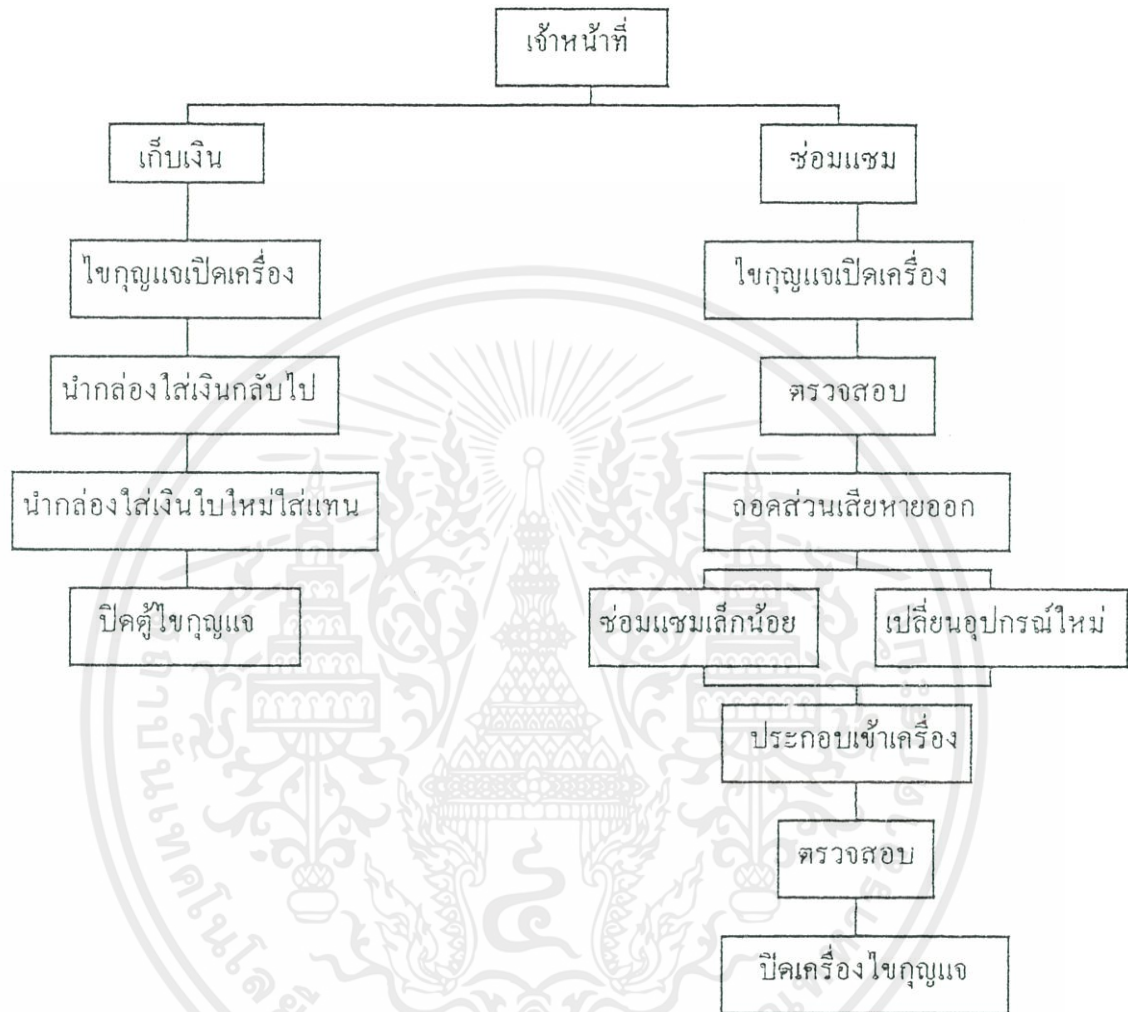 เจ้าหน้าที่
เก็บเงิน
ซ่อมแซม
ไขกุญแจเปิดเครื่อง
ไขกุญแจเปิดเครื่อง
นำกล่องใส่เงินกลับไป
ตรวจสอบ
นำกล่องใส่เงินใบใหม่ใส่แทน
ถอดส่วนเสียหายออก
ปิดตู้ไขกุญแจ
ซ่อมแซมเล็กน้อย
เปลี่ยนอุปกรณ์ใหม่
ประกอบเข้าเครื่อง
ตรวจสอบ
ปิดเครื่องไขกุญแจ